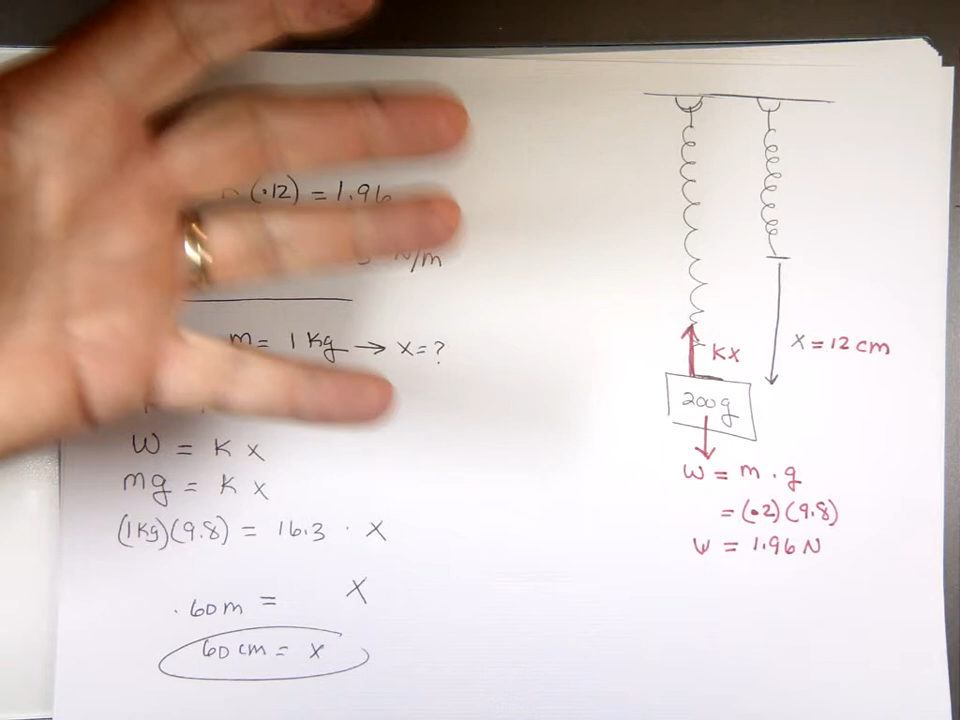 (.12) = 1.96
N/m
m = 1 Kg → x = ?
W = K x
mg = K x
(1Kg)(9.8) = 16.3 · x
.60m = x
60 cm = x
x = 12 cm
Kx
200g
W = m . g
= (.2)(9.8)
W = 1.96 N